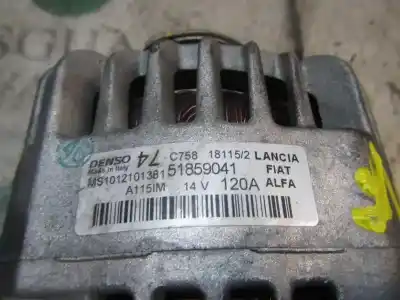 DENSO 74 C758 18115/2 LANCIA
Made in Italy
MS1012101381 51859041 FIAT
A115IM 14 V 120A ALFA